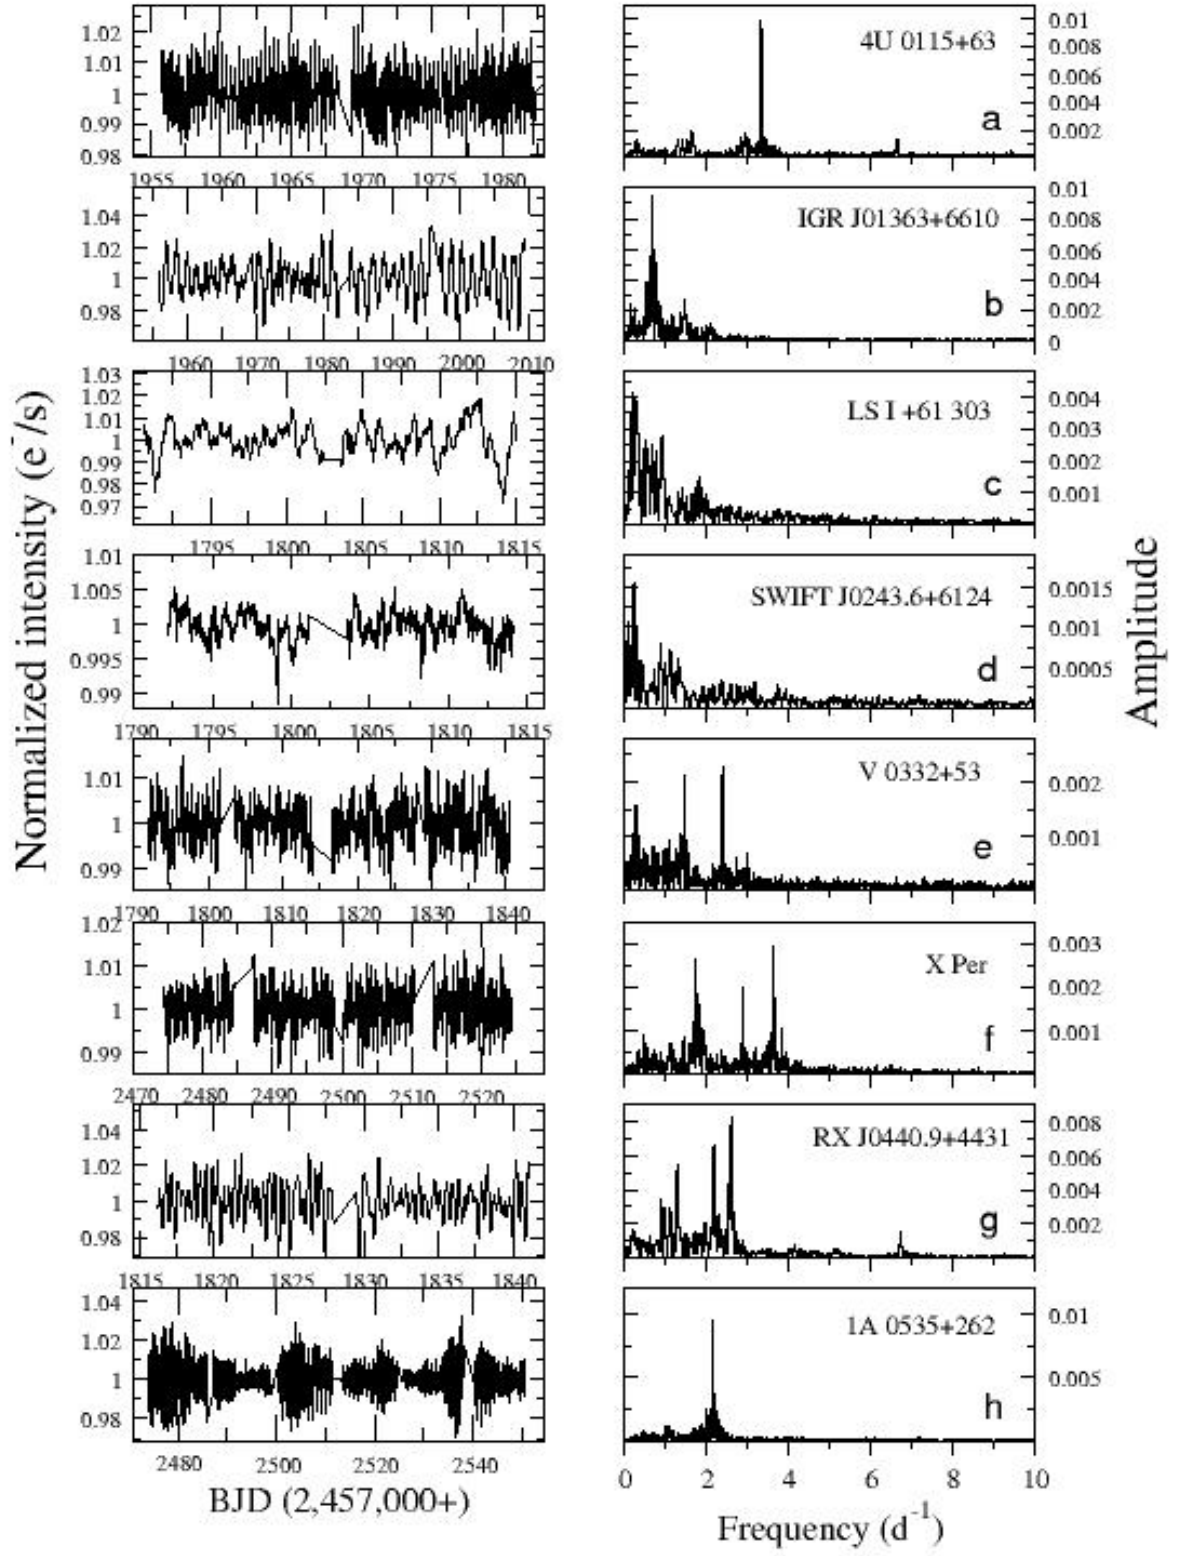 1.02
1.01
1
0.99
0.98
1955 1960 1965 1970 1975 1980
4U 0115+63
a
0.01
0.008
0.006
0.004
0.002
1.04
1.02
1
0.98
1960 1970 1980 1990 2000 2010
IGR J01363+6610
b
0.01
0.008
0.006
0.004
0.002
0
1.03
1.02
1.01
1
0.99
0.98
0.97
1795 1800 1805 1810 1815
LS I +61 303
c
0.004
0.003
0.002
0.001
1.01
1.005
1
0.995
0.99
1790 1795 1800 1805 1810 1815
SWIFT J0243.6+6124
d
0.0015
0.001
0.0005
1.01
1
0.99
1790 1800 1810 1820 1830 1840
V 0332+53
e
0.002
0.001
1.02
1.01
1
0.99
2470 2480 2490 2500 2510 2520
X Per
f
0.003
0.002
0.001
1.04
1.02
1
0.98
1815 1820 1825 1830 1835 1840
RX J0440.9+4431
g
0.008
0.006
0.004
0.002
1.04
1.02
1
0.98
2480 2500 2520 2540
1A 0535+262
h
0.01
0.005
0 2 4 6 8 10
Normalized intensity (e⁻/s)
BJD (2,457,000+)
Frequency (d⁻¹)
Amplitude